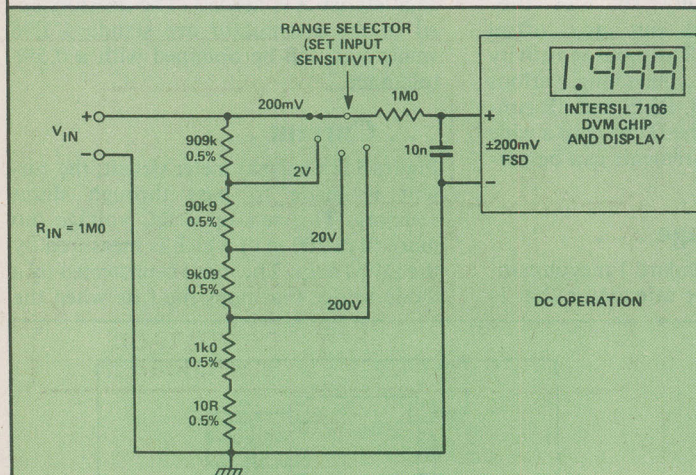 RANGE SELECTOR
(SET INPUT
SENSITIVITY)
1.999
INTERSIL 7106
DVM CHIP
AND DISPLAY
200mV
1M0
+
VIN
–
909k
0.5%
10n
+
±200mV
FSD
–
2V
90k9
0.5%
RIN = 1M0
20V
9k09
0.5%
200V
DC OPERATION
1k0
0.5%
10R
0.5%